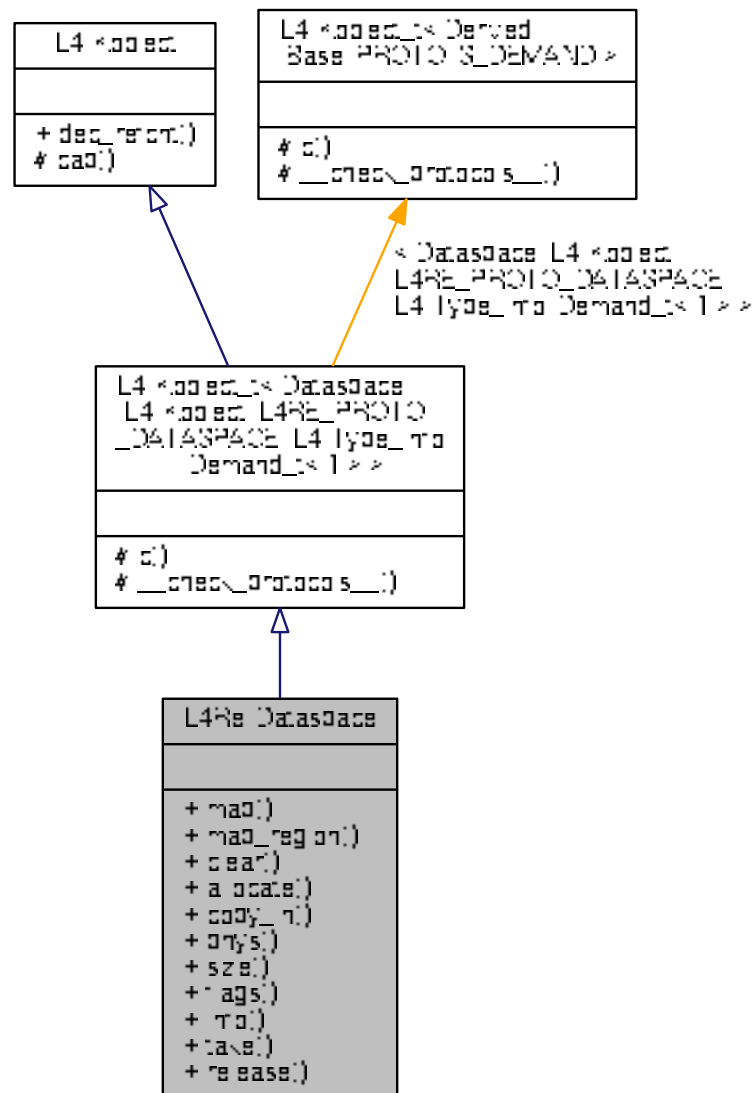 L4::Kobject
+ dec_refcnt()
# cap()
L4::Kobject_t< Derived,
Base, PROTO, S_DEMAND >
# c()
# __check_protocols__()
< Dataspace, L4::Kobject,
L4RE_PROTO_DATASPACE,
L4::Type_info::Demand_t< 1 > >
L4::Kobject_t< Dataspace,
L4::Kobject, L4RE_PROTO
_DATASPACE, L4::Type_info
::Demand_t< 1 > >
# c()
# __check_protocols__()
L4Re::Dataspace
+ map()
+ map_region()
+ clear()
+ allocate()
+ copy_in()
+ phys()
+ size()
+ flags()
+ info()
+ take()
+ release()